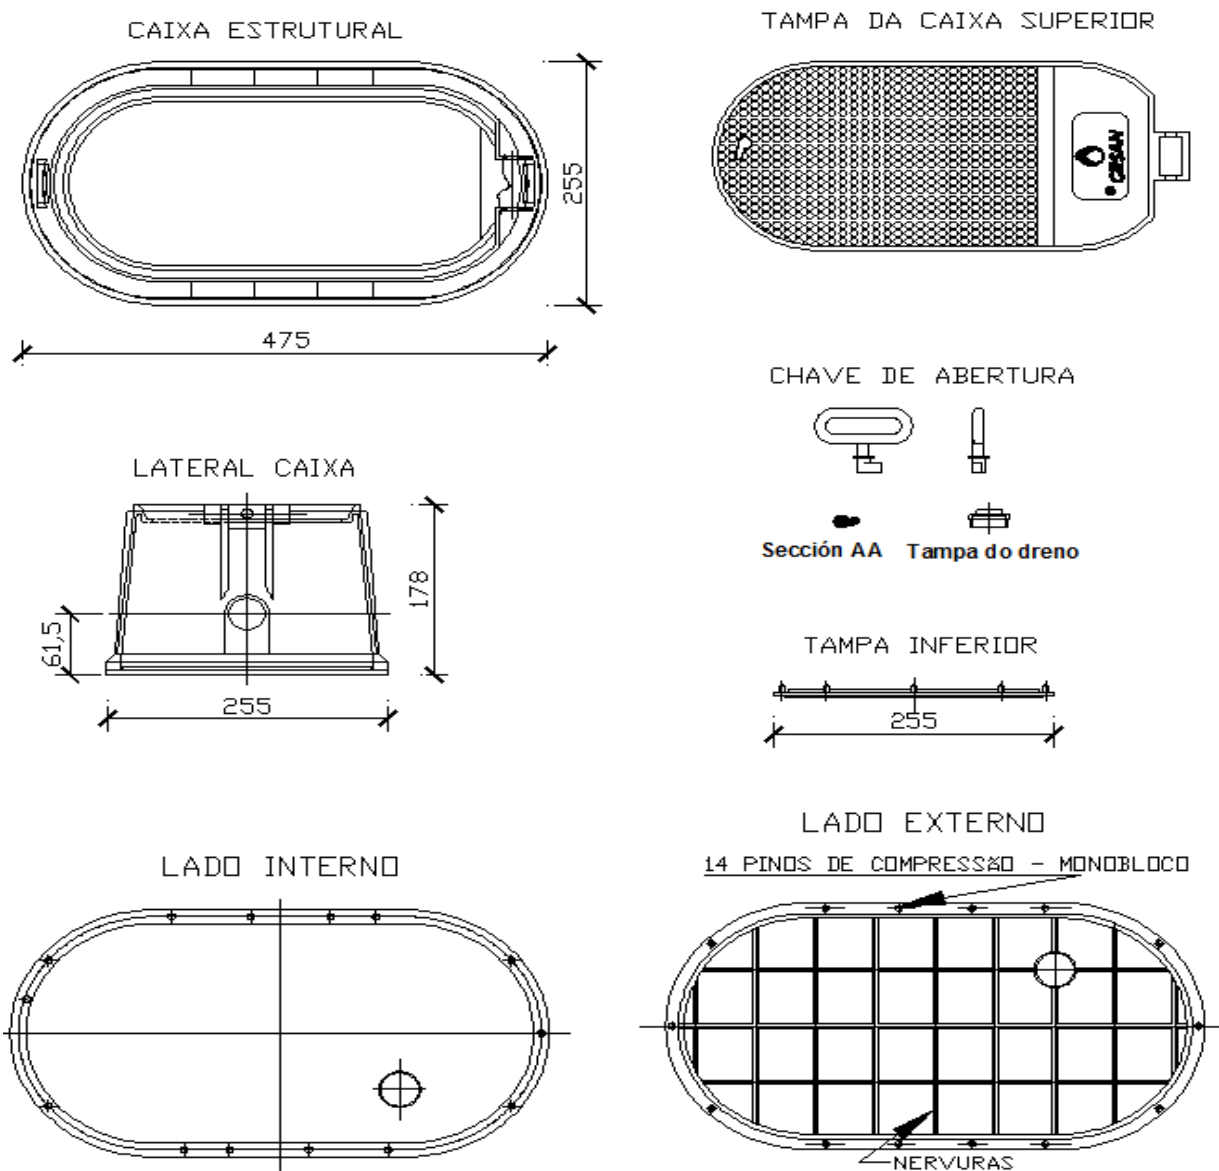 CAIXA ESTRUTURAL
TAMPA DA CAIXA SUPERIOR
255
475
CESAN
CHAVE DE ABERTURA
LATERAL CAIXA
Sección AA
Tampa do dreno
178
61,5
255
TAMPA INFERIOR
255
LADO INTERNO
LADO EXTERNO
14 PINOS DE COMPRESSÃO - MONOBLOCO
NERVURAS